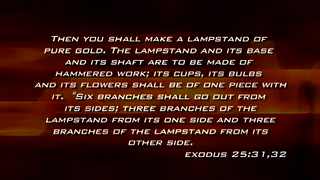 Then you shall make a lampstand of
pure gold. The lampstand and its base
and its shaft are to be made of
hammered work; its cups, its bulbs
and its flowers shall be of one piece with
it. "Six branches shall go out from
its sides; three branches of the
lampstand from its one side and three
branches of the lampstand from its
other side.
exodus 25:31,32